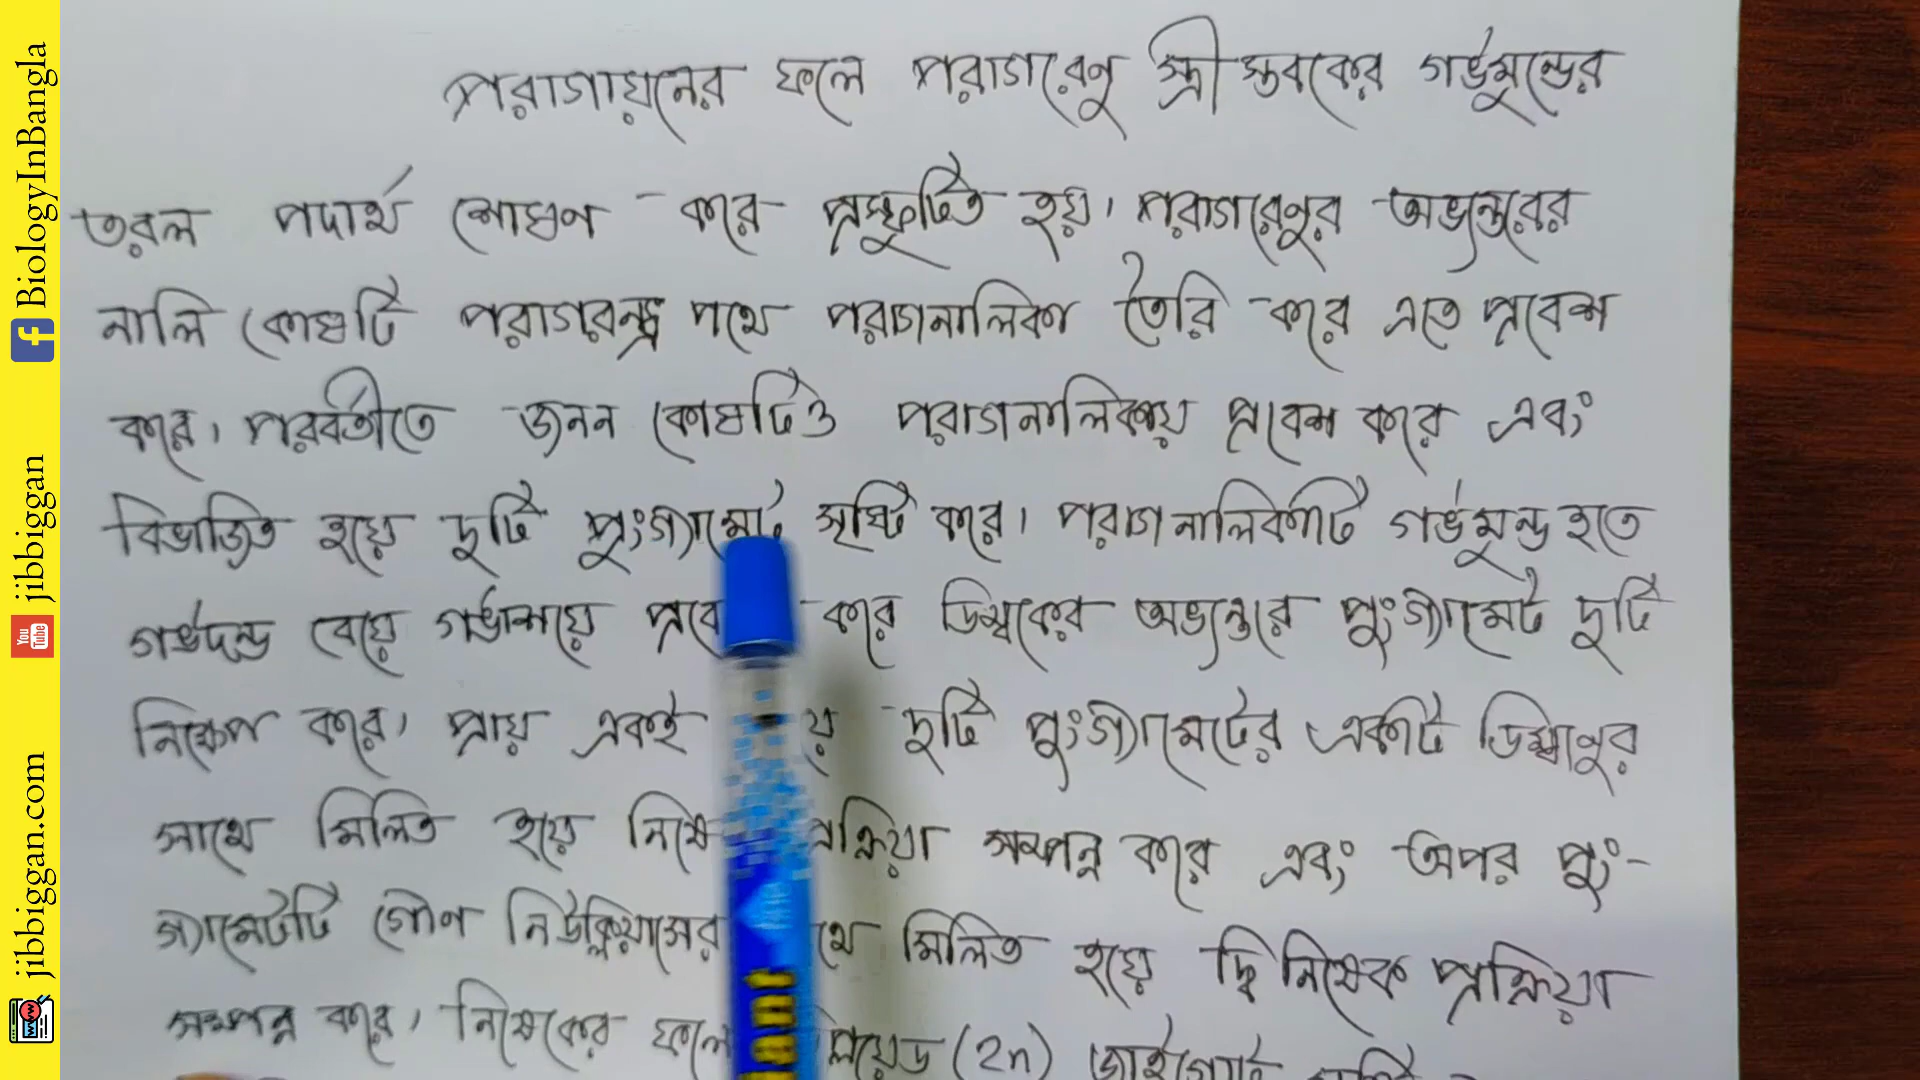 পরাগায়নের ফলে পরাগরেনু স্ত্রী স্তবকের গর্ভমুন্ডের
তরল পদার্থ শোষণ করে প্রস্ফুটিত হয়। পরাগরেনুর অভ্যন্তরের
নালি কোষটি পরাগরন্ধ্র পথে পরাগনালিকা তৈরি করে এতে প্রবেশ
করে। পরবর্তীতে জনন কোষটিও পরাগনালিকায় প্রবেশ করে এবং
বিভাজিত হয়ে দুটি পুংগ্যামেট সৃষ্টি করে। পরাগনালিকাটি গর্ভমুন্ড হতে
গর্ভদন্ড বেয়ে গর্ভাশয়ে করে ডিম্বকের অভ্যন্তরে পুংগ্যামেট দুটি
নিক্ষেপ করে। প্রায় একই দুটি পুংগ্যামেটের একটি ডিম্বানুর
সাথে মিলিত হয়ে প্রক্রিয়া সম্পন্ন করে এবং অপর পুং-
গ্যামেটটি গৌণ নিউক্লিয়াসের মিলিত হয়ে দ্বিনিষেক প্রক্রিয়া
সম্পন্ন করে। নিষেকের ফলে (2n) জাইগোট
BiologyInBangla
You Tube jibbiggan
www jibbiggan.com